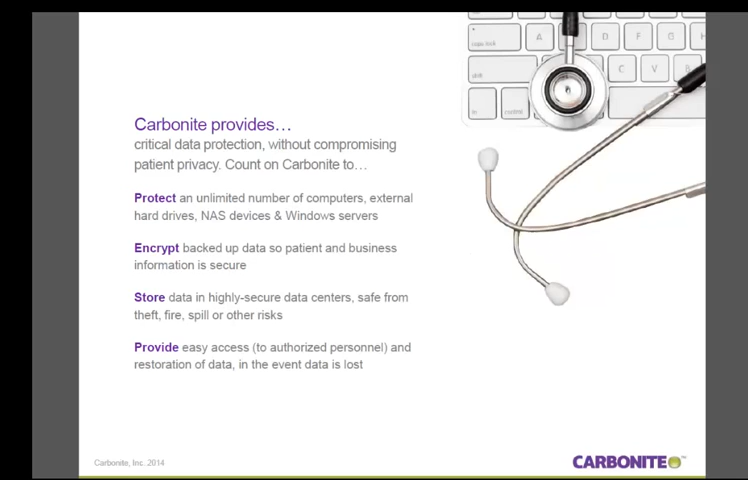 Carbonite provides…
critical data protection, without compromising
patient privacy. Count on Carbonite to…
Protect an unlimited number of computers, external
hard drives, NAS devices & Windows servers
Encrypt backed up data so patient and business
information is secure
Store data in highly-secure data centers, safe from
theft, fire, spill or other risks
Provide easy access (to authorized personnel) and
restoration of data, in the event data is lost
Carbonite, Inc. 2014
CARBONITE
caps lock
A
D
F
G
shift
C
V
B
control